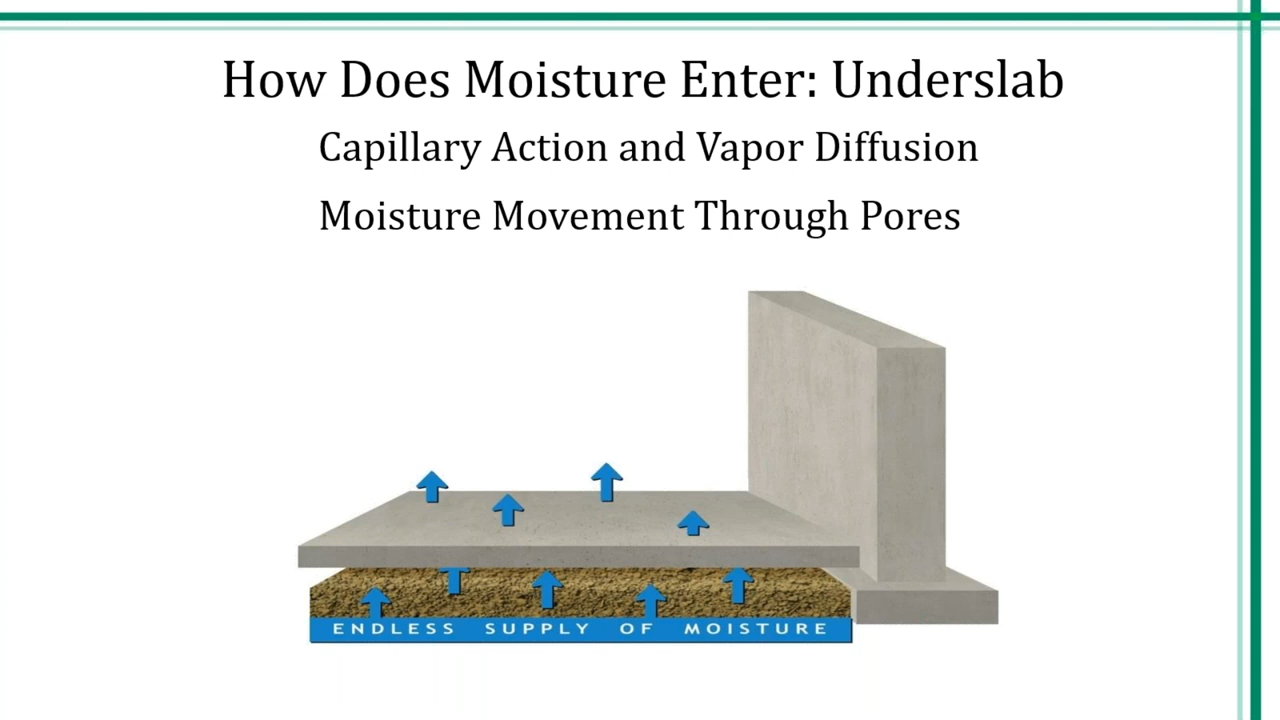 How Does Moisture Enter: Underslab
Capillary Action and Vapor Diffusion
Moisture Movement Through Pores
ENDLESS SUPPLY OF MOISTURE